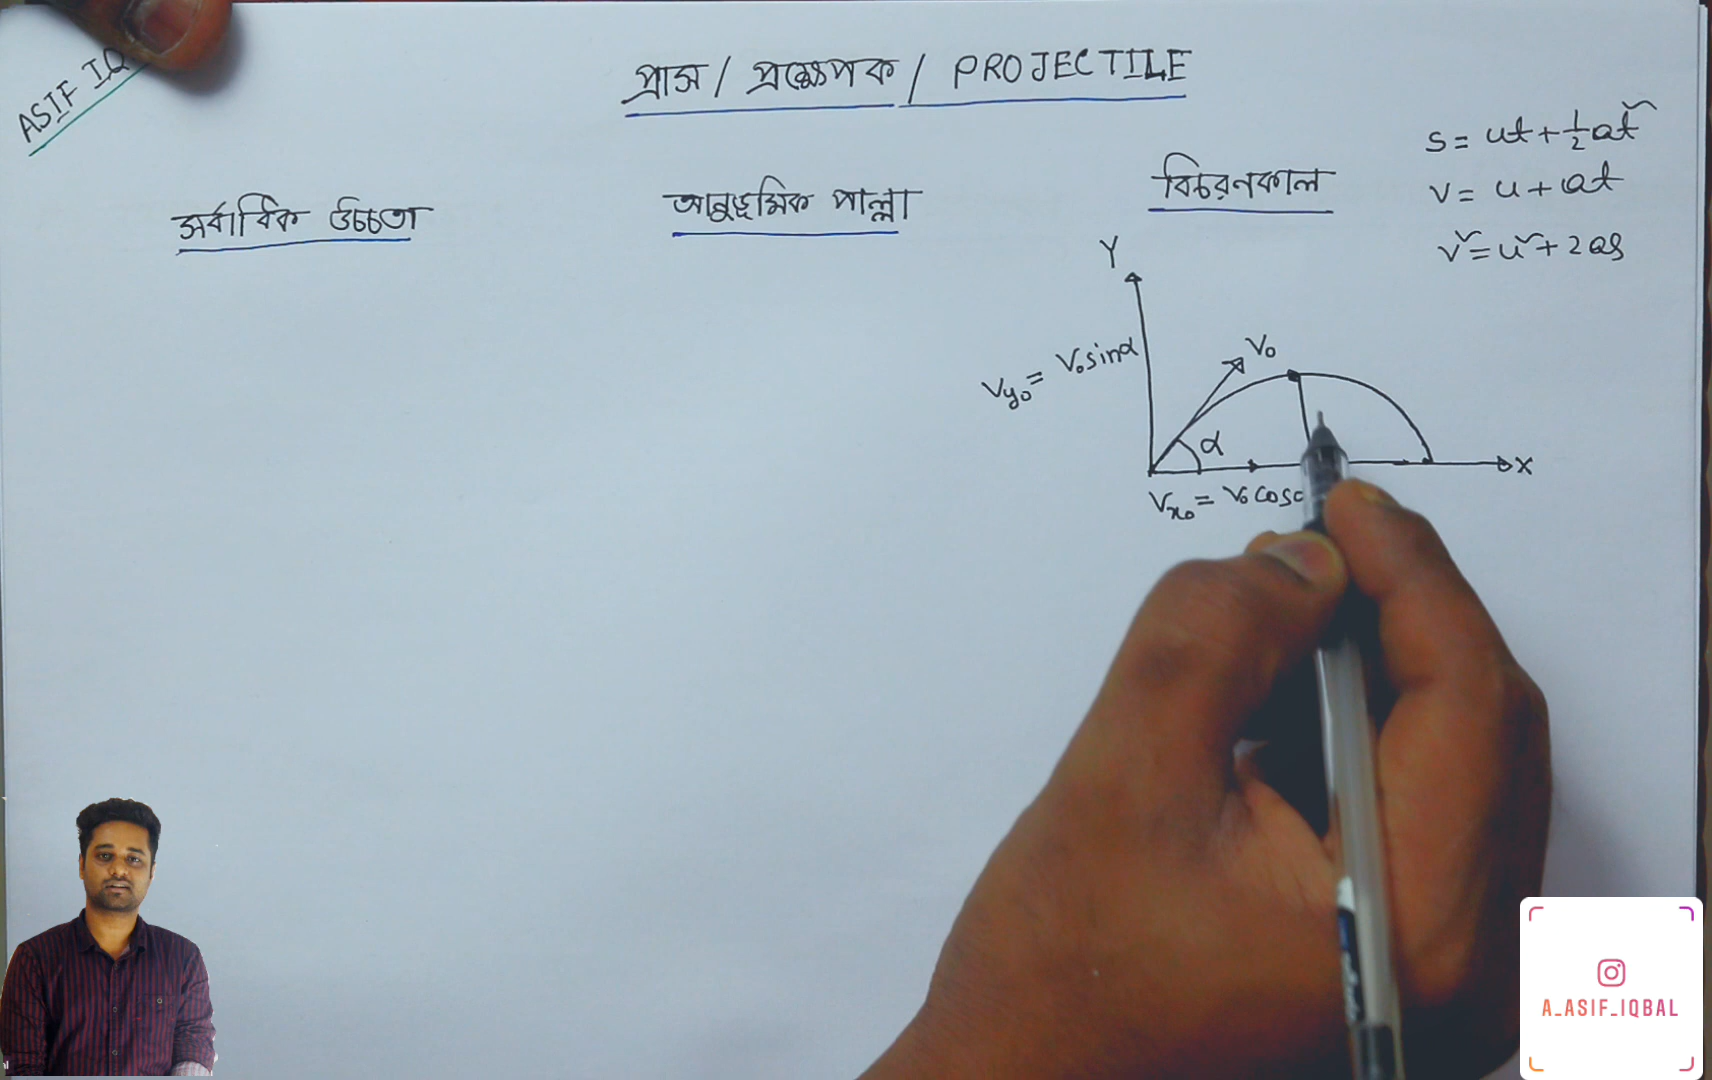 ASIF IQ
প্রাস / প্রক্ষেপক / PROJECTILE
সর্বাধিক উচ্চতা
আনুভূমিক পাল্লা
বিচরনকাল
S = ut + ½at²
v = u + at
v² = u² + 2as
Y
Vy₀ = V₀sinα
V₀
α
X
Vx₀ = V₀ cos
A_ASIF_IQBAL